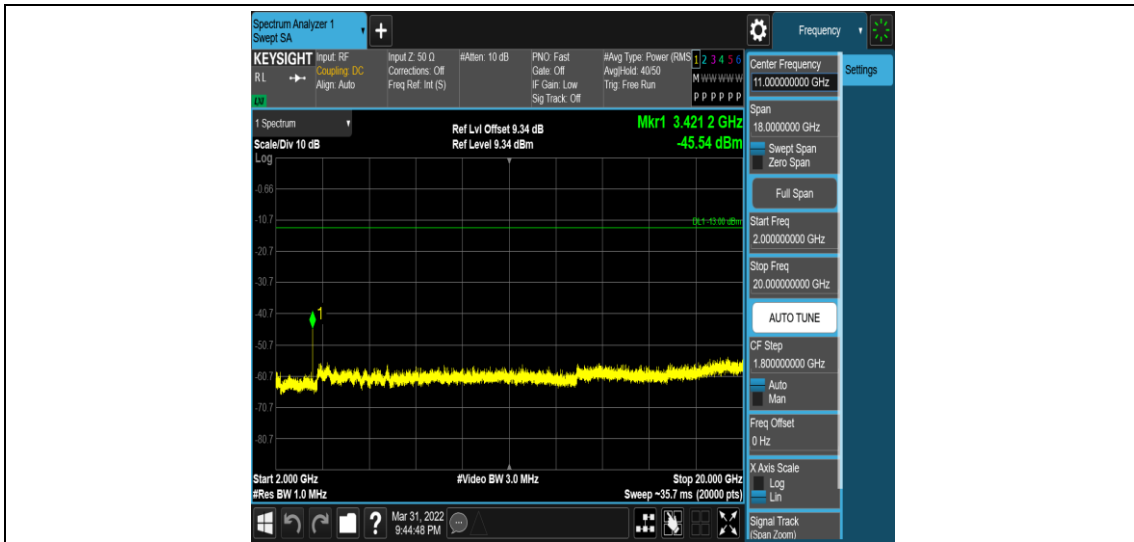 Spectrum Analyzer 1
Swept SA
+
Frequency
KEYSIGHT
RL
LXI
Input: RF
Coupling: DC
Align: Auto
Input Z: 50 Ω
Corrections: Off
Freq Ref: Int (S)
#Atten: 10 dB
PNO: Fast
Gate: Off
IF Gain: Low
Sig Track: Off
#Avg Type: Power (RMS
Avg|Hold: 40/50
Trig: Free Run
1 2 3 4 5 6
M W W W W W
P P P P P P
1 Spectrum
Scale/Div 10 dB
Log
Ref Lvl Offset 9.34 dB
Ref Level 9.34 dBm
Mkr1 3.421 2 GHz
-45.54 dBm
-0.66
-10.7
DL1 -13.00 dBm
-20.7
-30.7
-40.7
1
-50.7
-60.7
-70.7
-80.7
Start 2.000 GHz
#Video BW 3.0 MHz
Stop 20.000 GHz
#Res BW 1.0 MHz
Sweep ~35.7 ms (20000 pts)
?
Mar 31, 2022
9:44:48 PM
Center Frequency
11.000000000 GHz
Settings
Span
18.0000000 GHz
Swept Span
Zero Span
Full Span
Start Freq
2.000000000 GHz
Stop Freq
20.000000000 GHz
AUTO TUNE
CF Step
1.800000000 GHz
Auto
Man
Freq Offset
0 Hz
X Axis Scale
Log
Lin
Signal Track
(Span Zoom)